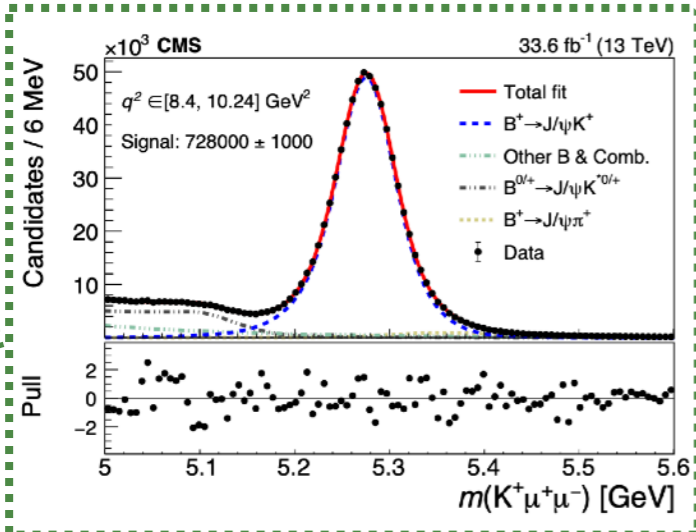 ×10³ CMS 33.6 fb⁻¹ (13 TeV)
Candidates / 6 MeV
50
40
30
20
10
q² ∈[8.4, 10.24] GeV²
Signal: 728000 ± 1000
Total fit
B⁺→J/ψK⁺
Other B & Comb.
B⁰ᐟ⁺→J/ψK*⁰ᐟ⁺
B⁺→J/ψπ⁺
Data
Pull
2
0
−2
5 5.1 5.2 5.3 5.4 5.5 5.6
m(K⁺μ⁺μ⁻) [GeV]